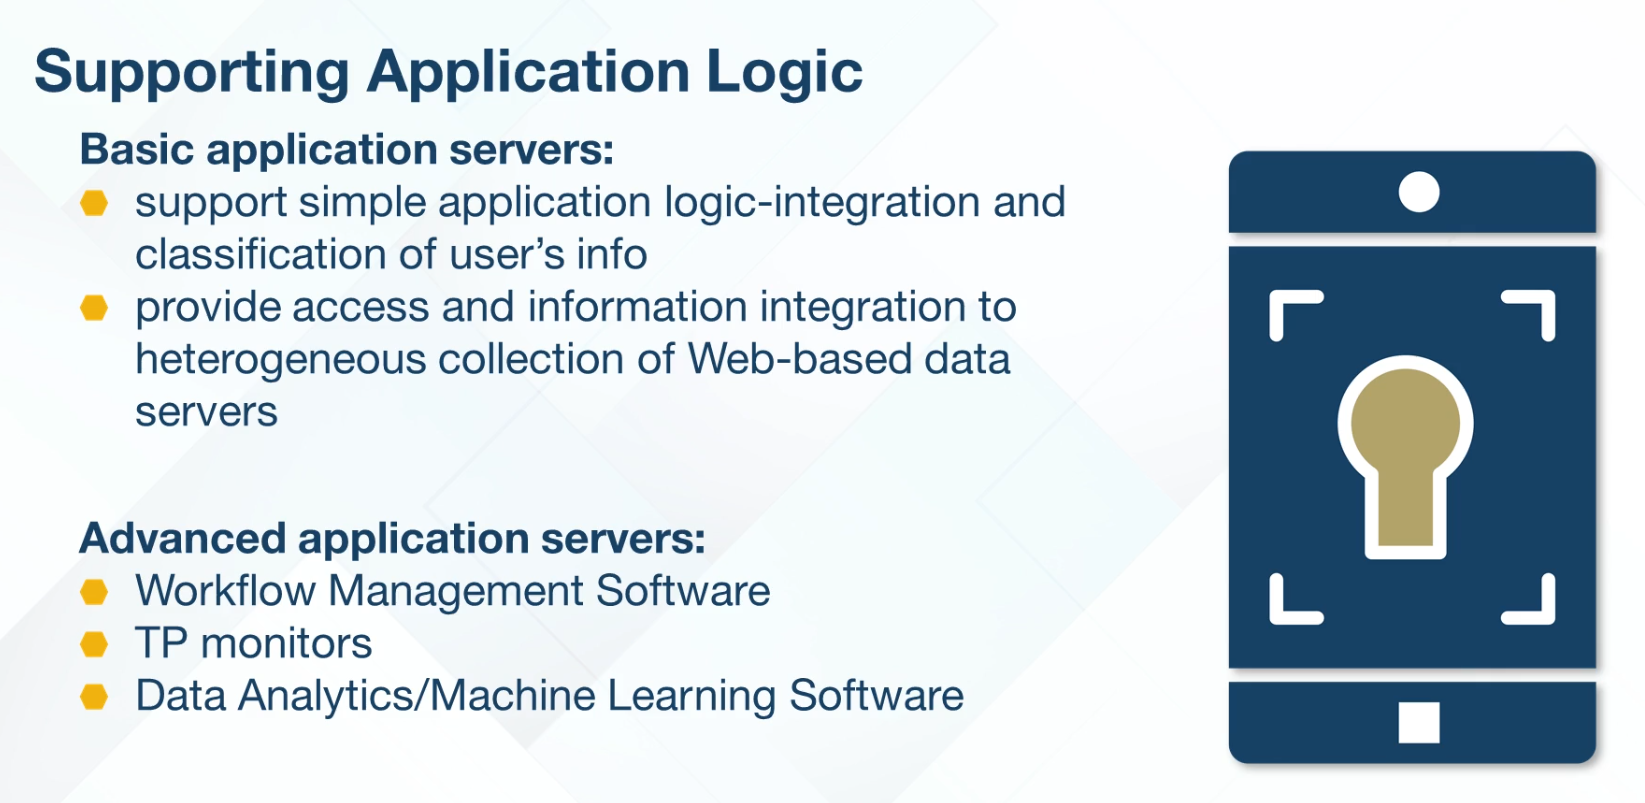 Supporting Application Logic
Basic application servers:
support simple application logic-integration and
classification of user’s info
provide access and information integration to
heterogeneous collection of Web-based data
servers
Advanced application servers:
Workflow Management Software
TP monitors
Data Analytics/Machine Learning Software